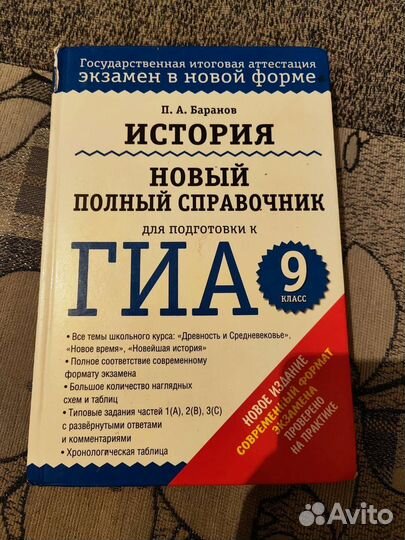 Государственная итоговая аттестация
ЭКЗАМЕН В НОВОЙ ФОРМЕ
П. А. Баранов
ИСТОРИЯ
НОВЫЙ
ПОЛНЫЙ СПРАВОЧНИК
ДЛЯ ПОДГОТОВКИ К
ГИА
9
КЛАСС
• Все темы школьного курса: «Древность и Средневековье»,
«Новое время», «Новейшая история»
• Полное соответствие современному
формату экзамена
• Большое количество наглядных
схем и таблиц
• Типовые задания частей 1(А), 2(В), 3(С)
с развёрнутыми ответами
и комментариями
• Хронологическая таблица
НОВОЕ ИЗДАНИЕ
СОВРЕМЕННЫЙ ФОРМАТ
ЭКЗАМЕНА
ПРОВЕРЕНО
НА ПРАКТИКЕ
Avito